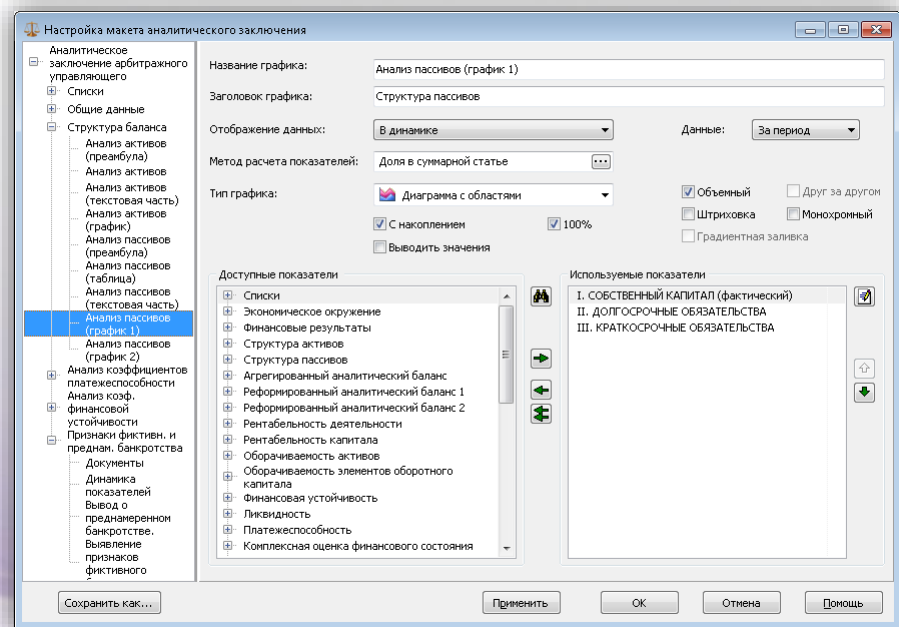 Настройка макета аналитического заключения
Аналитическое
заключение арбитражного
управляющего
Списки
Общие данные
Структура баланса
Анализ активов
(преамбула)
Анализ активов
Анализ активов
(текстовая часть)
Анализ активов
(график)
Анализ пассивов
(преамбула)
Анализ пассивов
(таблица)
Анализ пассивов
(текстовая часть)
Анализ пассивов
(график 1)
Анализ пассивов
(график 2)
Анализ коэффициентов
платежеспособности
Анализ коэф.
финансовой
устойчивости
Признаки фиктивн. и
преднам. банкротства
Документы
Динамика
показателей
Вывод о
преднамеренном
банкротстве.
Выявление
признаков
фиктивного
Название графика: Анализ пассивов (график 1)
Заголовок графика: Структура пассивов
Отображение данных: В динамике Данные: За период
Метод расчета показателей: Доля в суммарной статье ...
Тип графика: Диаграмма с областями
Объемный Друг за другом
Штриховка Монохромный
Градиентная заливка
С накоплением 100%
Выводить значения
Доступные показатели
Списки
Экономическое окружение
Финансовые результаты
Структура активов
Структура пассивов
Агрегированный аналитический баланс
Реформированный аналитический баланс 1
Реформированный аналитический баланс 2
Рентабельность деятельности
Рентабельность капитала
Оборачиваемость активов
Оборачиваемость элементов оборотного
капитала
Финансовая устойчивость
Ликвидность
Платежеспособность
Комплексная оценка финансового состояния
Используемые показатели
I. СОБСТВЕННЫЙ КАПИТАЛ (фактический)
II. ДОЛГОСРОЧНЫЕ ОБЯЗАТЕЛЬСТВА
III. КРАТКОСРОЧНЫЕ ОБЯЗАТЕЛЬСТВА
Сохранить как... Применить ОК Отмена Помощь